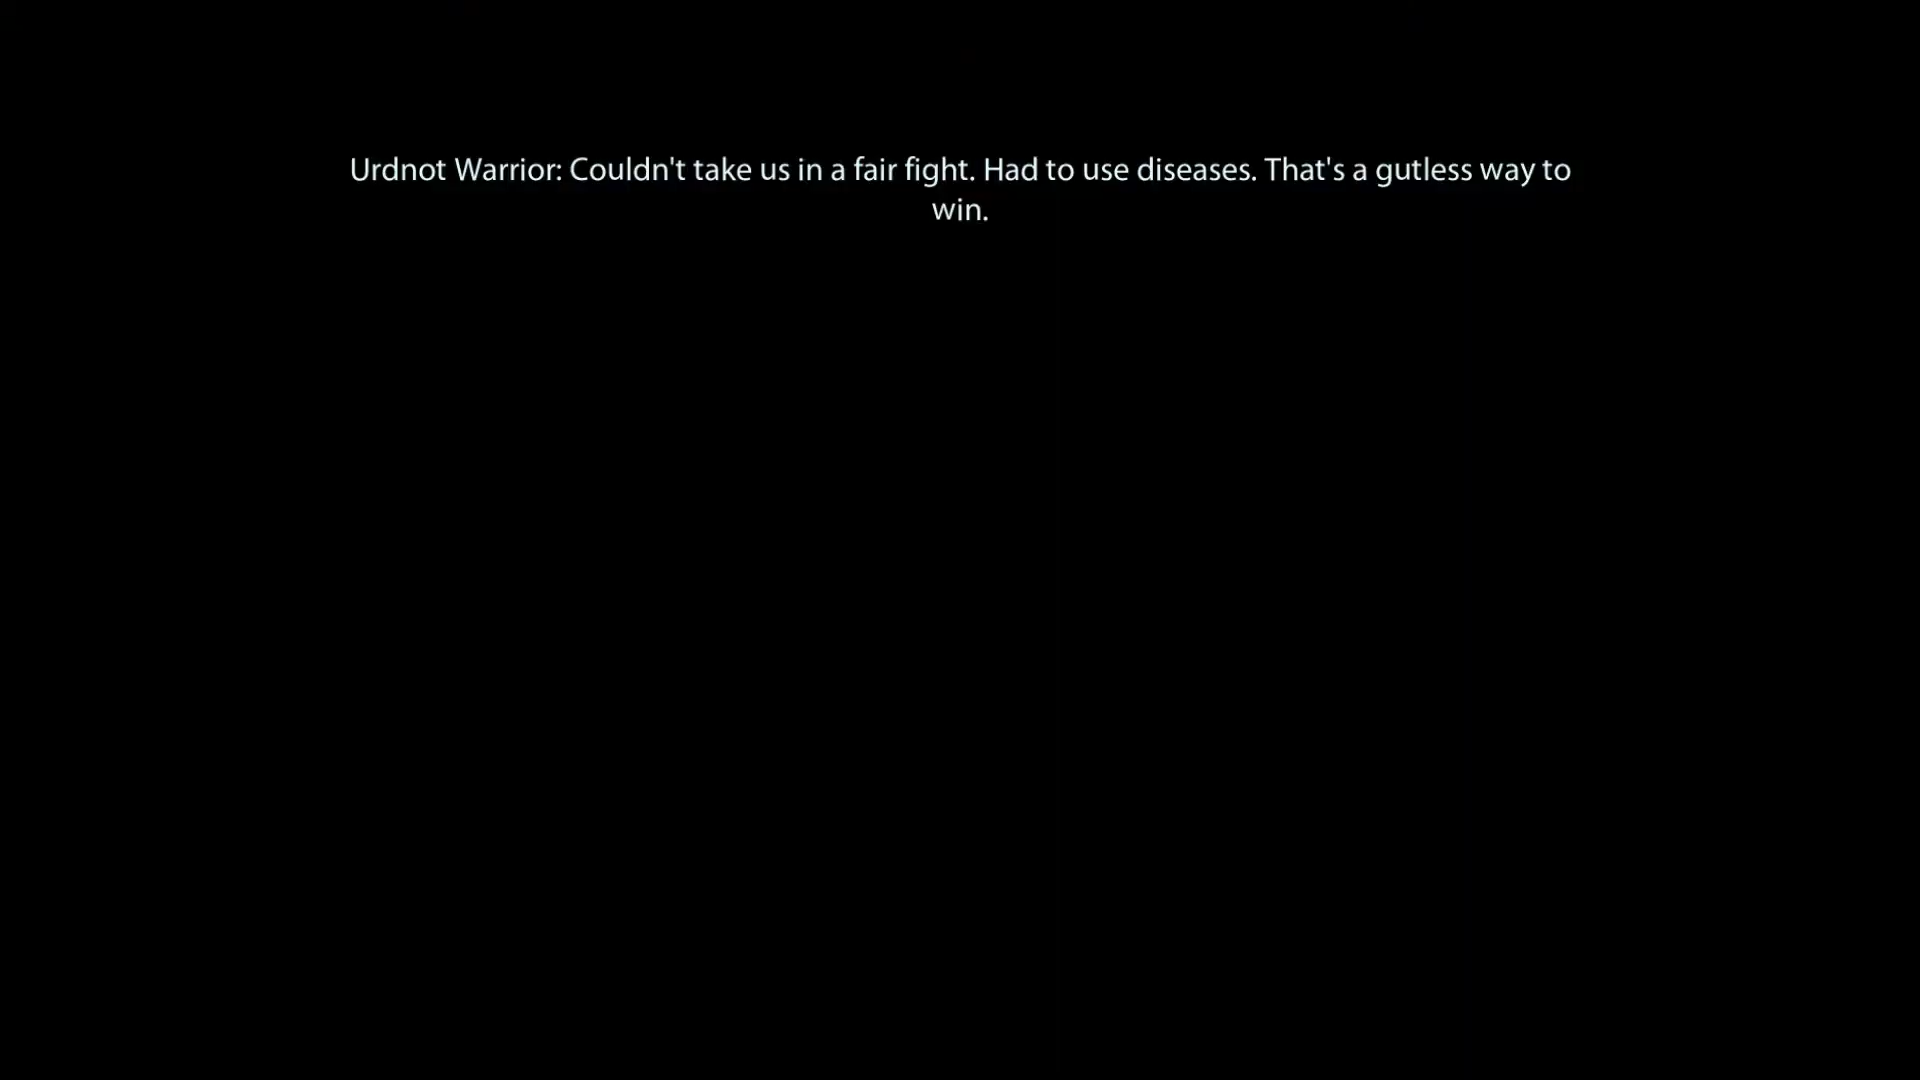 Urdnot Warrior: Couldn't take us in a fair fight. Had to use diseases. That's a gutless way to
win.